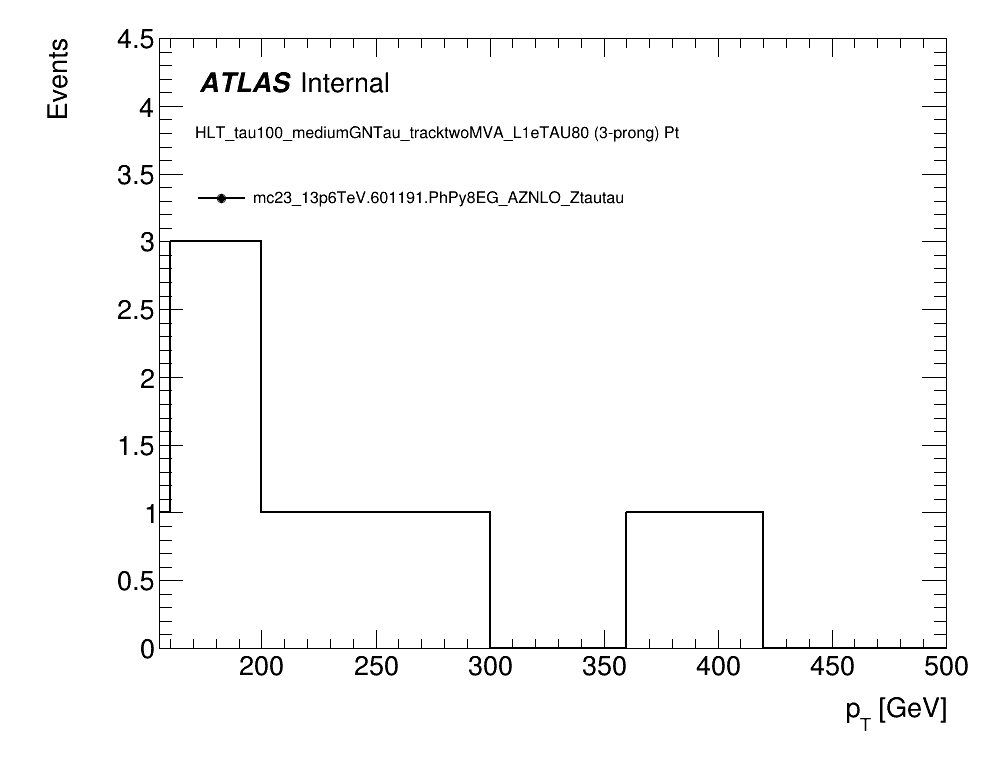 Events
4.5
4
3.5
3
2.5
2
1.5
1
0.5
0
ATLAS Internal
HLT_tau100_mediumGNTau_tracktwoMVA_L1eTAU80 (3-prong) Pt
mc23_13p6TeV.601191.PhPy8EG_AZNLO_Ztautau
200 250 300 350 400 450 500
p_T [GeV]